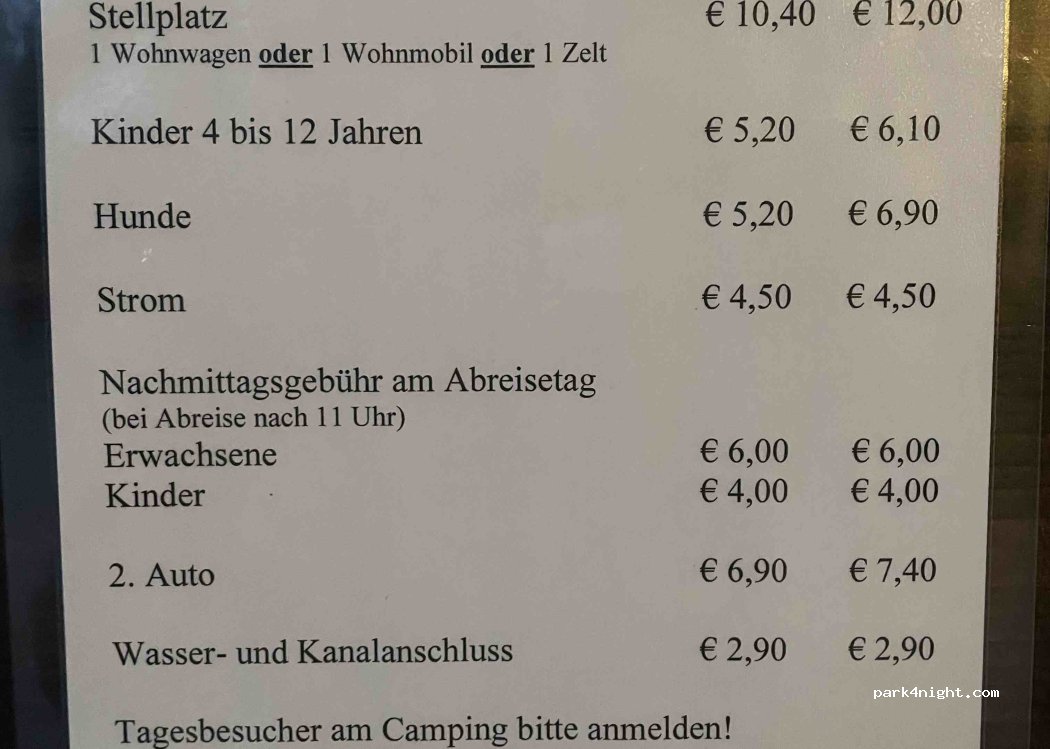 Stellplatz € 10,40 € 12,00
1 Wohnwagen oder 1 Wohnmobil oder 1 Zelt
Kinder 4 bis 12 Jahren € 5,20 € 6,10
Hunde € 5,20 € 6,90
Strom € 4,50 € 4,50
Nachmittagsgebühr am Abreisetag
(bei Abreise nach 11 Uhr)
Erwachsene € 6,00 € 6,00
Kinder € 4,00 € 4,00
2. Auto € 6,90 € 7,40
Wasser- und Kanalanschluss € 2,90 € 2,90
park4night.com
Tagesbesucher am Camping bitte anmelden!